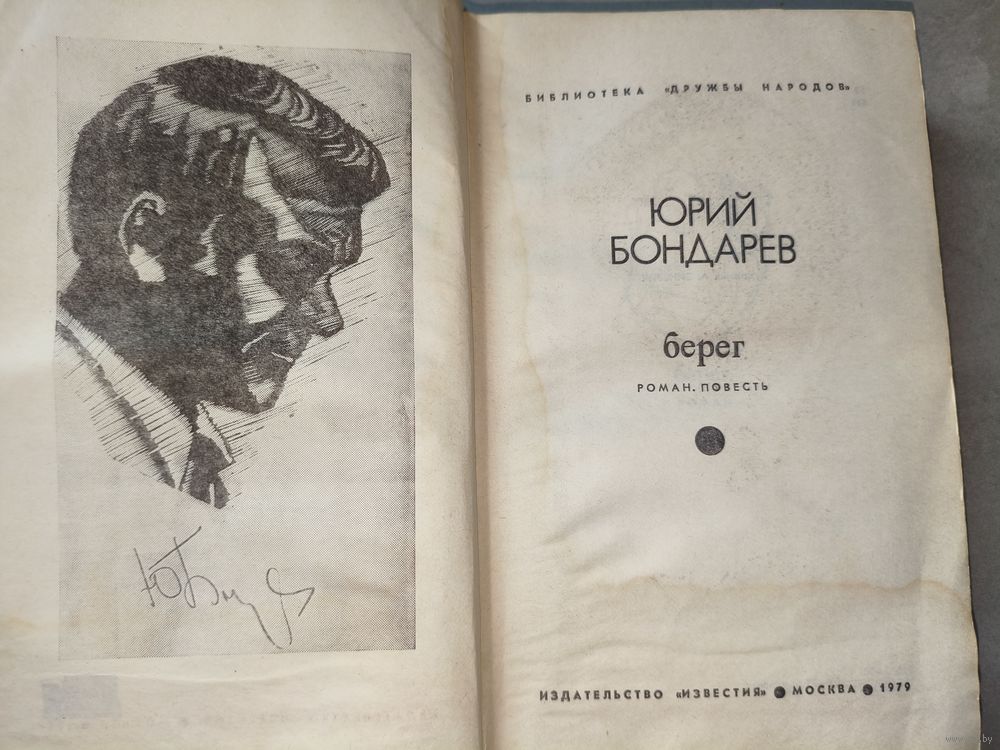 БИБЛИОТЕКА «ДРУЖБЫ НАРОДОВ»
ЮРИЙ
БОНДАРЕВ
берег
РОМАН. ПОВЕСТЬ
ИЗДАТЕЛЬСТВО «ИЗВЕСТИЯ» ● МОСКВА ● 1979